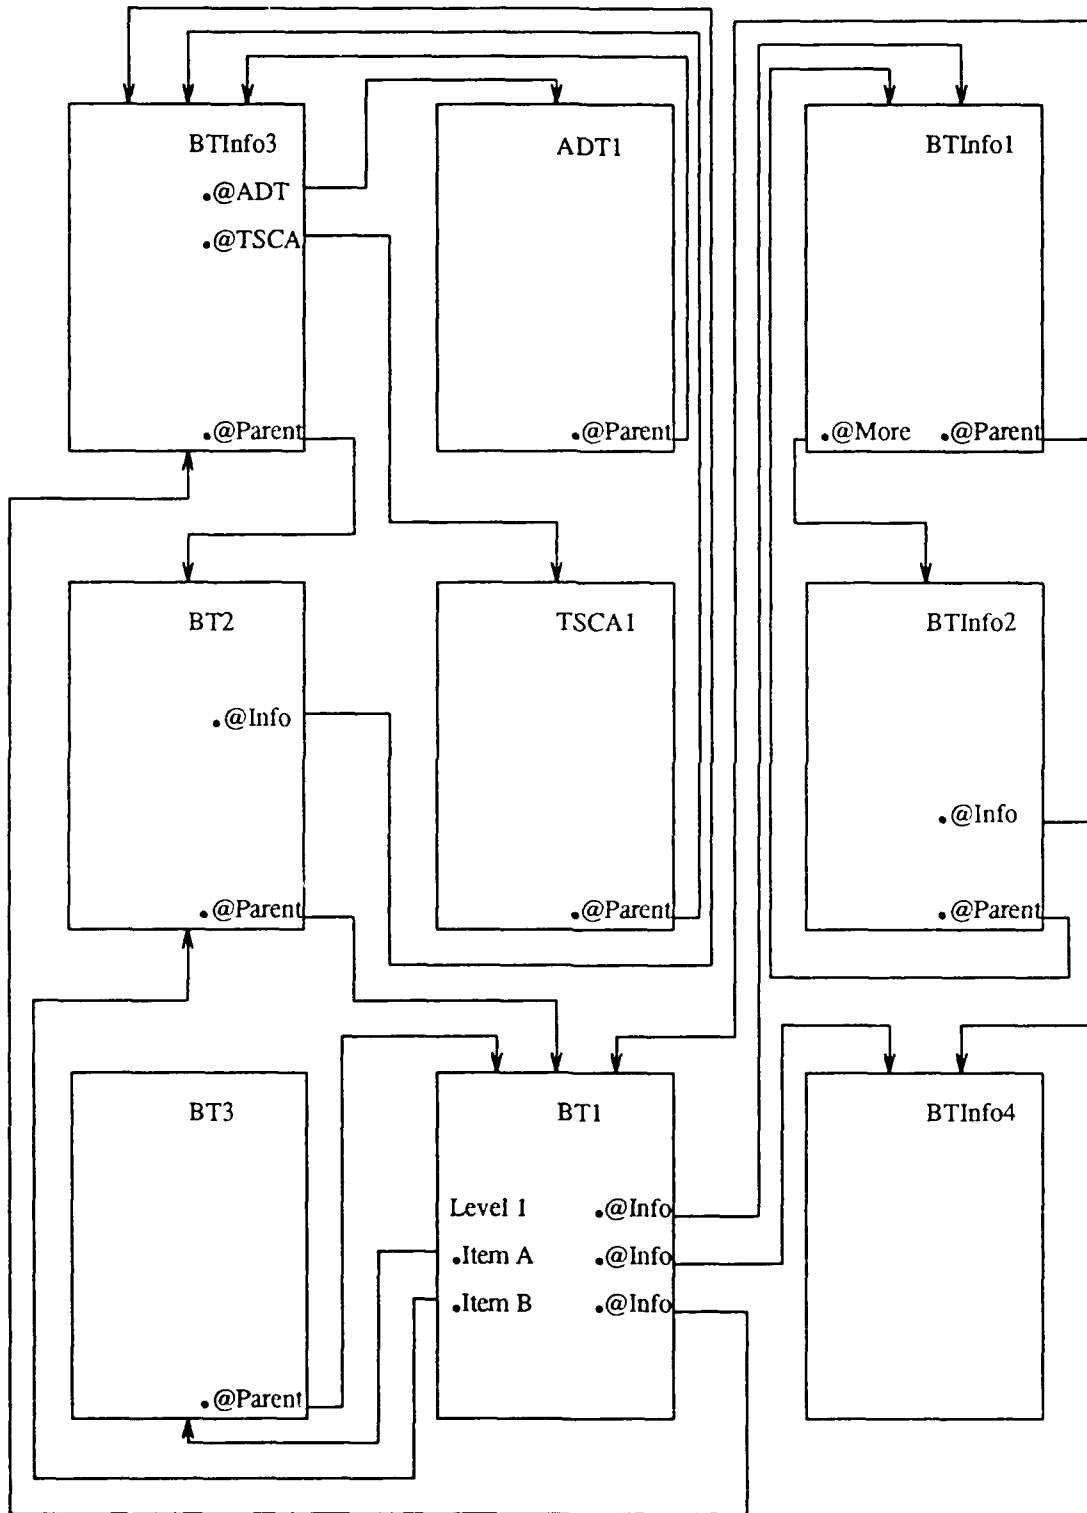 BTInfo3
.@ADT
.@TSCA
.@Parent
ADT1
.@Parent
BTInfo1
.@More .@Parent
BT2
.@Info
.@Parent
TSCA1
.@Parent
BTInfo2
.@Info
.@Parent
BT3
.@Parent
BT1
Level 1 .@Info
.Item A .@Info
.Item B .@Info
BTInfo4